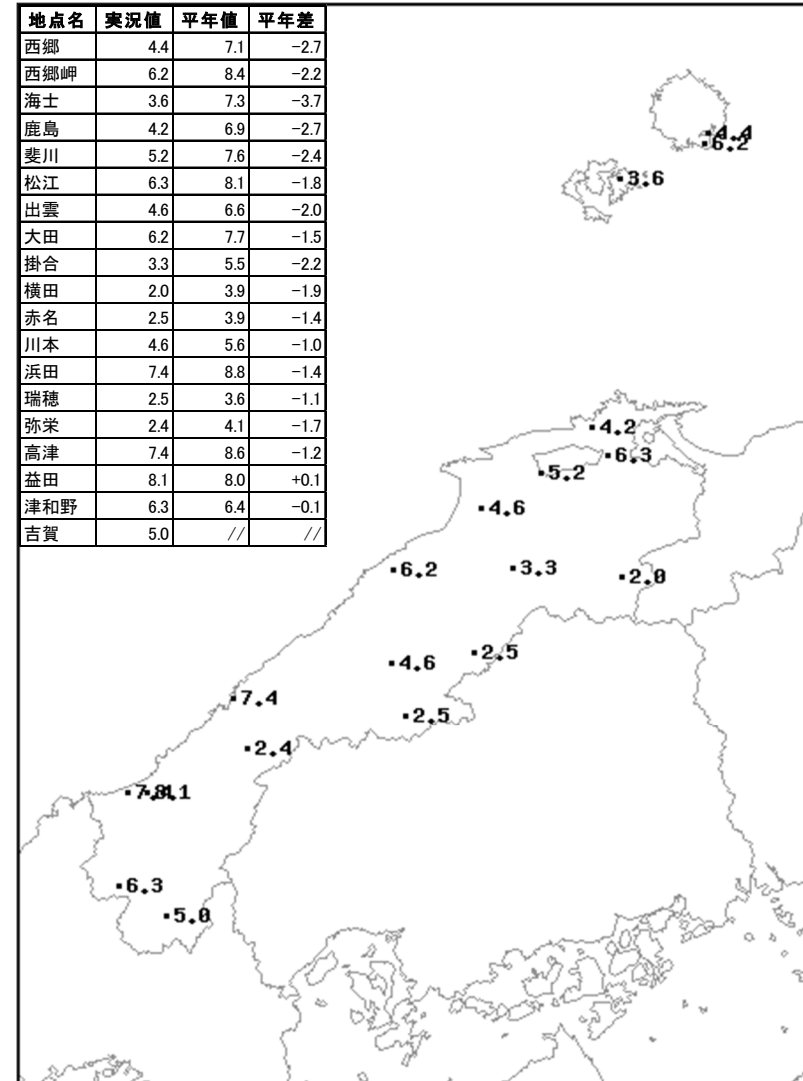 地点名 実況値 平年値 平年差
西郷 4.4 7.1 −2.7
西郷岬 6.2 8.4 −2.2
海士 3.6 7.3 −3.7
鹿島 4.2 6.9 −2.7
斐川 5.2 7.6 −2.4
松江 6.3 8.1 −1.8
出雲 4.6 6.6 −2.0
大田 6.2 7.7 −1.5
掛合 3.3 5.5 −2.2
横田 2.0 3.9 −1.9
赤名 2.5 3.9 −1.4
川本 4.6 5.6 −1.0
浜田 7.4 8.8 −1.4
瑞穂 2.5 3.6 −1.1
弥栄 2.4 4.1 −1.7
高津 7.4 8.6 −1.2
益田 8.1 8.0 +0.1
津和野 6.3 6.4 −0.1
吉賀 5.0 // //
4.4
6.2
3.6
4.2
6.3
5.2
4.6
6.2
3.3
2.0
2.5
4.6
2.5
7.4
2.4
7.4
8.1
6.3
5.0